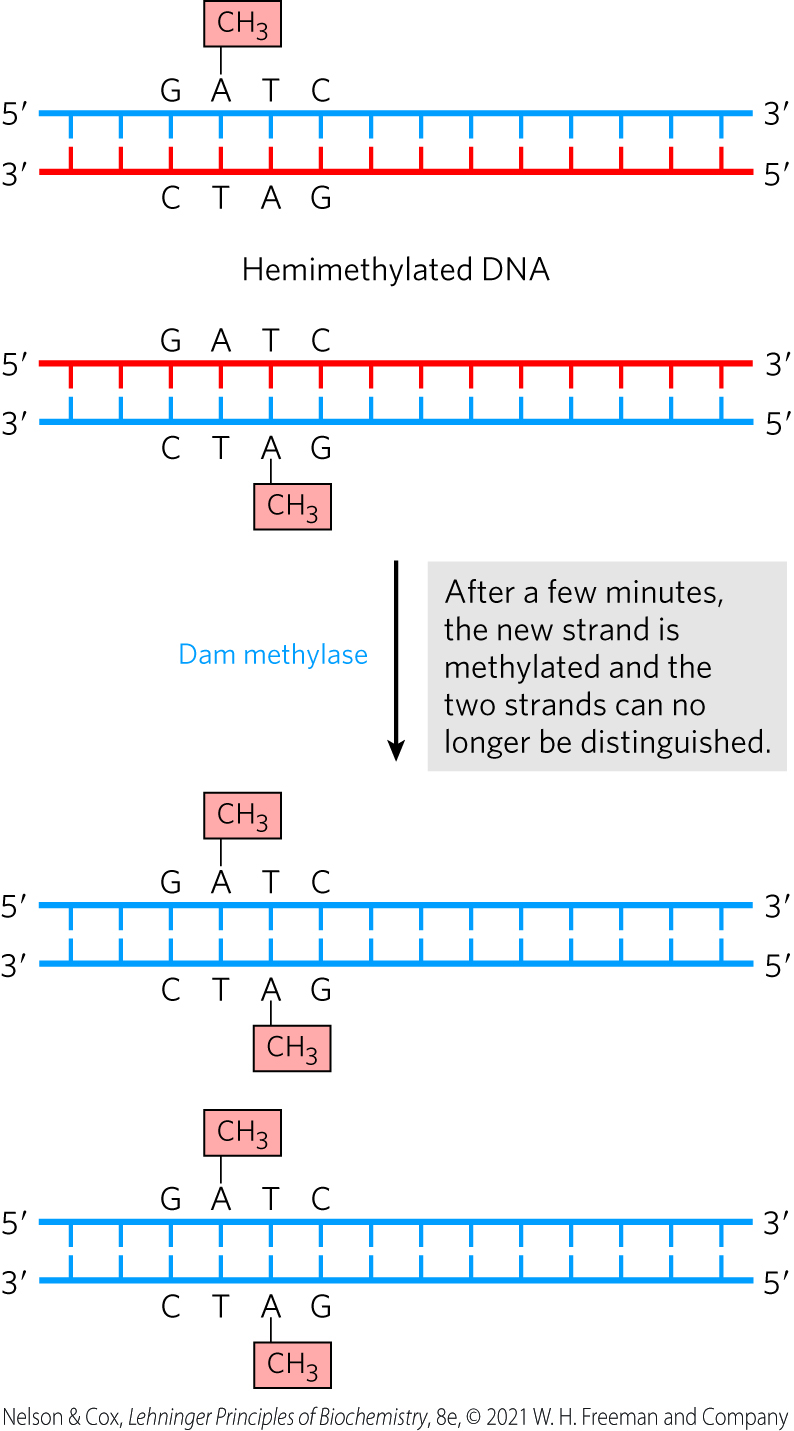 CH3
G A T C
5′ 3′
3′ 5′
C T A G
Hemimethylated DNA
G A T C
5′ 3′
3′ 5′
C T A G
CH3
Dam methylase
After a few minutes,
the new strand is
methylated and the
two strands can no
longer be distinguished.
CH3
G A T C
5′ 3′
3′ 5′
C T A G
CH3
CH3
G A T C
5′ 3′
3′ 5′
C T A G
CH3
Nelson & Cox, Lehninger Principles of Biochemistry, 8e, © 2021 W. H. Freeman and Company